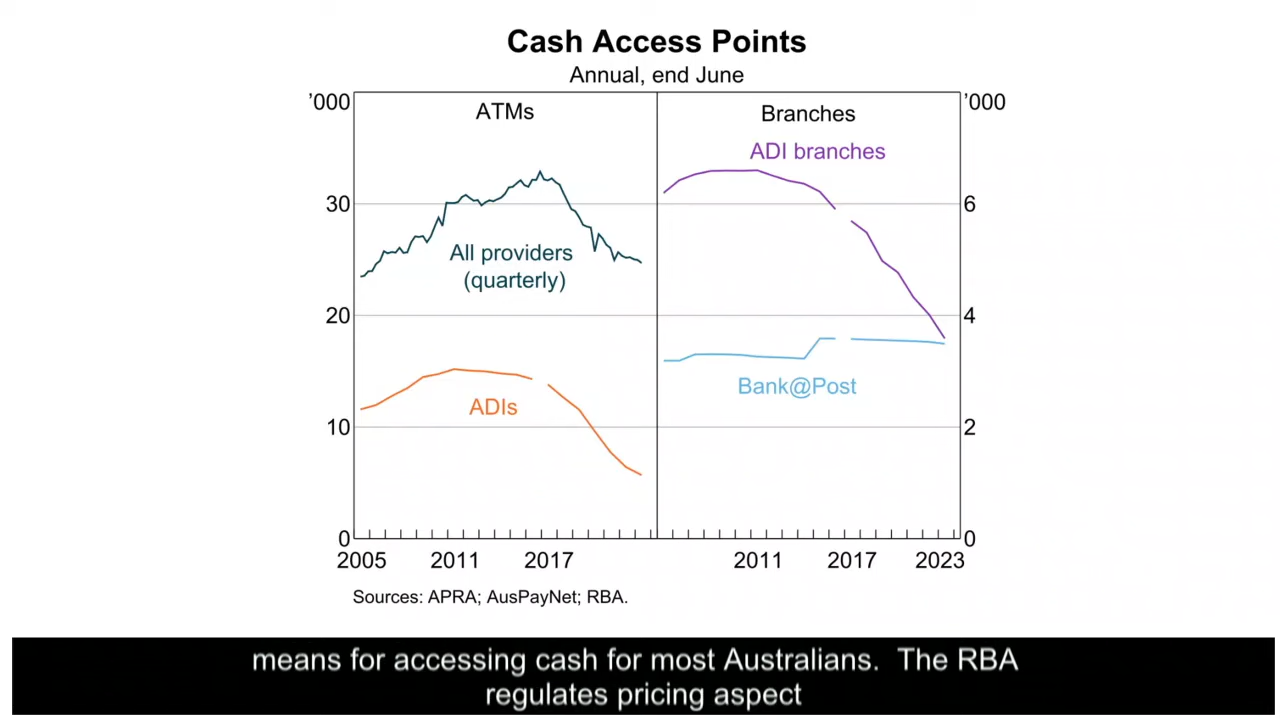 Cash Access Points
Annual, end June
’000
ATMs
Branches
’000
ADI branches
30
6
All providers
(quarterly)
20
4
Bank@Post
ADIs
10
2
0
0
2005
2011
2017
2011
2017
2023
Sources: APRA; AusPayNet; RBA.
means for accessing cash for most Australians.  The RBA
regulates pricing aspect